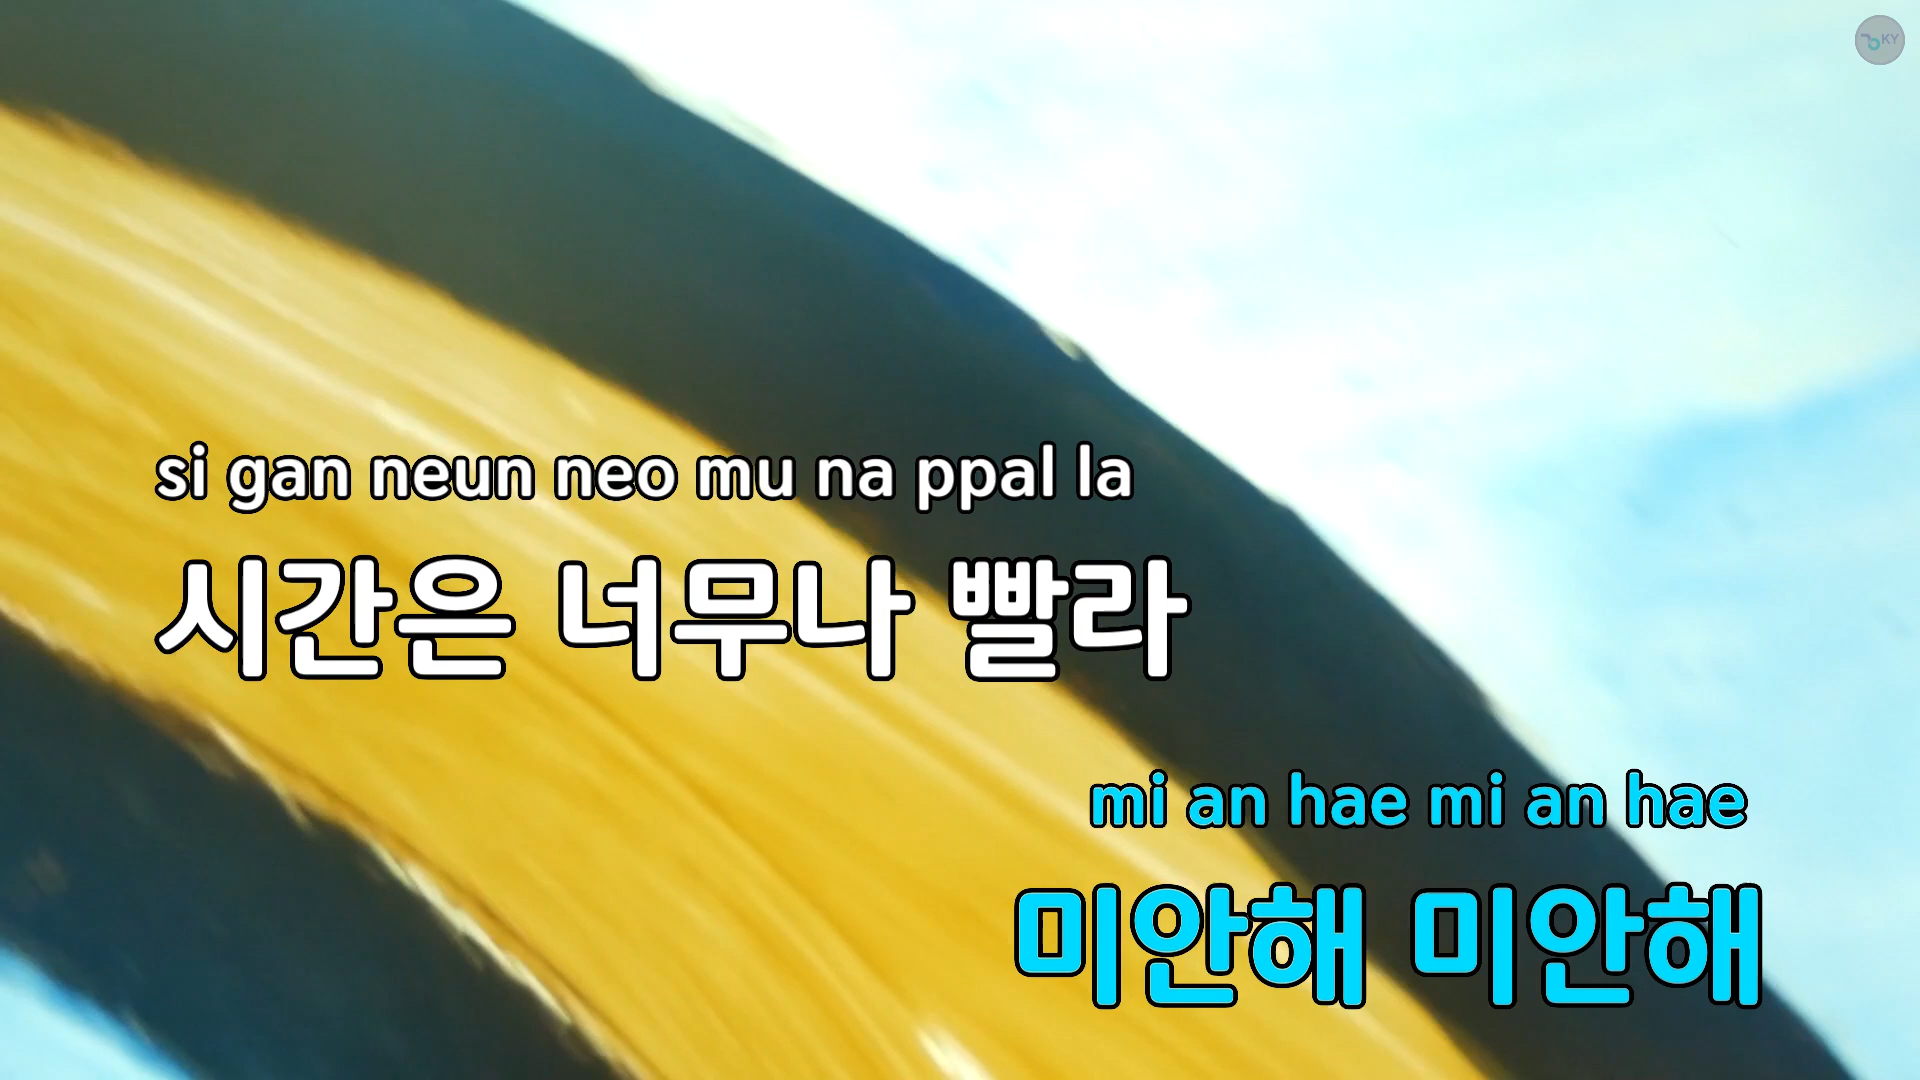 KY
si gan neun neo mu na ppal la
시간은 너무나 빨라
mi an hae mi an hae
미안해 미안해